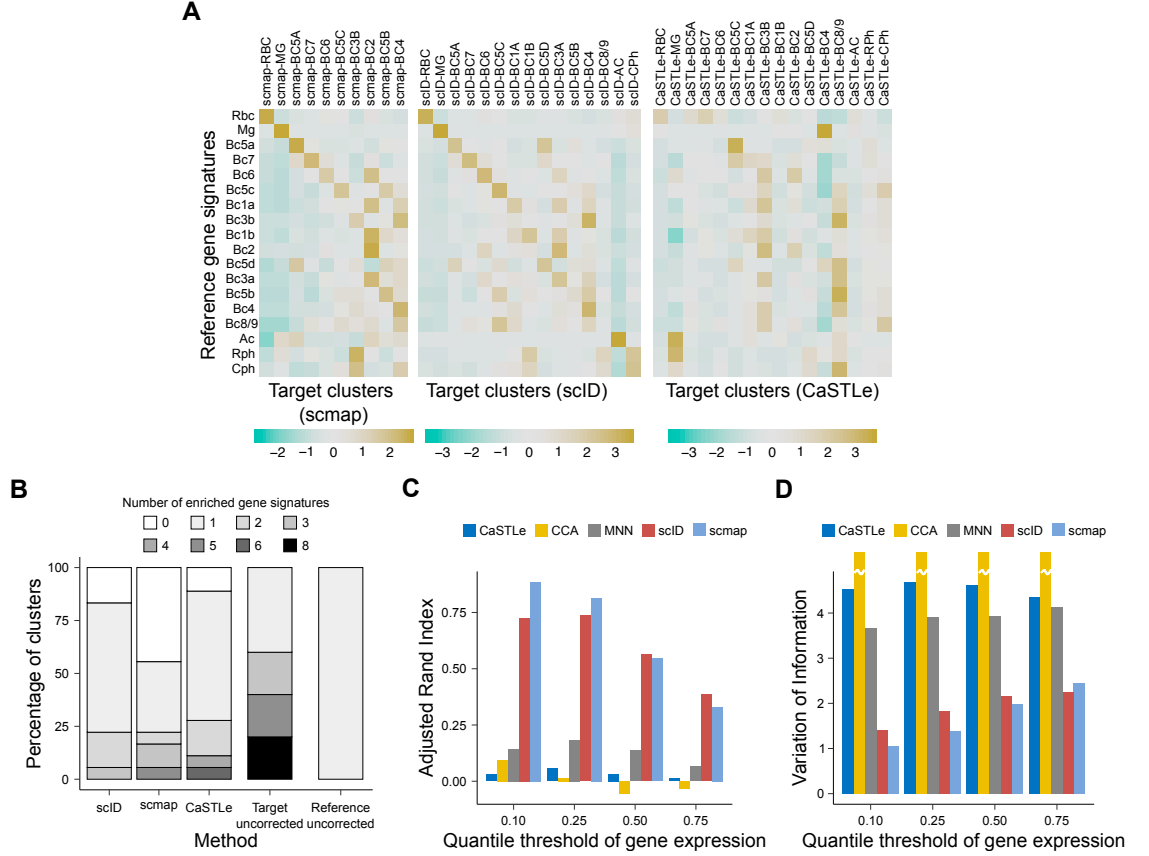 A
scmap-RBC
scmap-MG
scmap-BC5A
scmap-BC7
scmap-BC6
scmap-BC5C
scmap-BC3B
scmap-BC2
scmap-BC5B
scmap-BC4
scID-RBC
scID-MG
scID-BC5A
scID-BC7
scID-BC6
scID-BC5C
scID-BC1A
scID-BC1B
scID-BC5D
scID-BC3A
scID-BC5B
scID-BC4
scID-BC8/9
scID-AC
scID-CPh
CaSTLe-RBC
CaSTLe-MG
CaSTLe-BC5A
CaSTLe-BC7
CaSTLe-BC6
CaSTLe-BC5C
CaSTLe-BC1A
CaSTLe-BC3B
CaSTLe-BC1B
CaSTLe-BC2
CaSTLe-BC5D
CaSTLe-BC4
CaSTLe-BC8/9
CaSTLe-AC
CaSTLe-RPh
CaSTLe-CPh
Reference gene signatures
Rbc
Mg
Bc5a
Bc7
Bc6
Bc5c
Bc1a
Bc3b
Bc1b
Bc2
Bc5d
Bc3a
Bc5b
Bc4
Bc8/9
Ac
Rph
Cph
Target clusters
(scmap)
Target clusters (scID)
Target clusters (CaSTLe)
−2 −1 0 1 2
−3 −2 −1 0 1 2 3
−3 −2 −1 0 1 2 3
B
Number of enriched gene signatures
0 1 2 3
4 5 6 8
Percentage of clusters
100
75
50
25
0
scID scmap CaSTLe Target uncorrected Reference uncorrected
Method
C
CaSTLe CCA MNN scID scmap
Adjusted Rand Index
0.75
0.50
0.25
0.00
0.10 0.25 0.50 0.75
Quantile threshold of gene expression
D
CaSTLe CCA MNN scID scmap
Variation of Information
4
3
2
1
0
0.10 0.25 0.50 0.75
Quantile threshold of gene expression